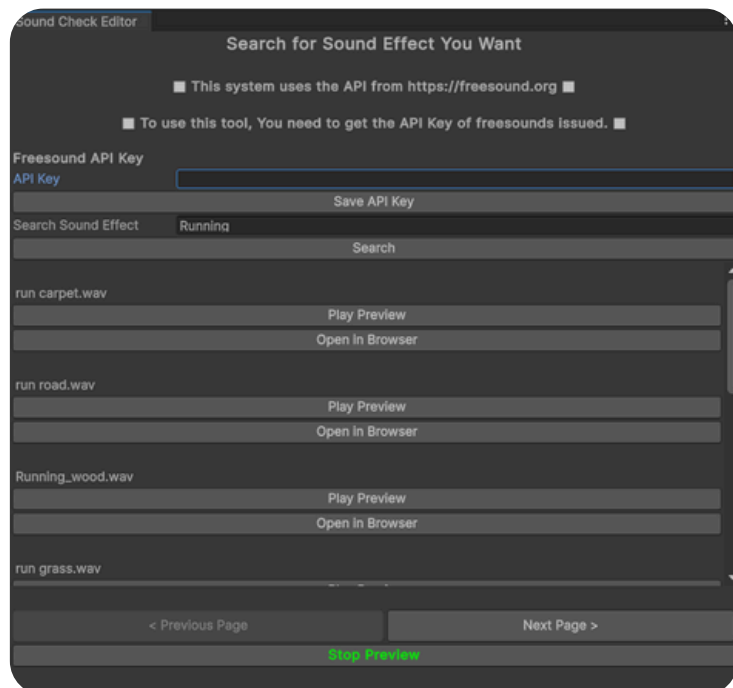 Sound Check Editor
Search for Sound Effect You Want
■ This system uses the API from https://freesound.org ■
■ To use this tool, You need to get the API Key of freesounds issued. ■
Freesound API Key
API Key
Save API Key
Search Sound Effect Running
Search
run carpet.wav
Play Preview
Open in Browser
run road.wav
Play Preview
Open in Browser
Running_wood.wav
Play Preview
Open in Browser
run grass.wav
< Previous Page Next Page >
Stop Preview